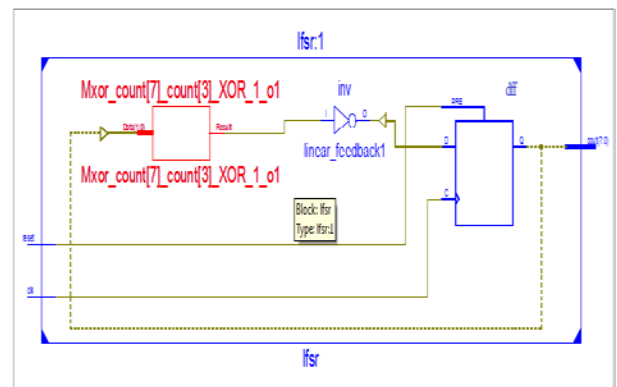 lfsr:1
Mxor_count[7]_count[3]_XOR_1_o1
inv
dff
PRE
Data(1:0)
Result
I
O
D
Q
linear_feedback1
Mxor_count[7]_count[3]_XOR_1_o1
C
Block: lfsr
Type: lfsr:1
reset
clk
lfsr